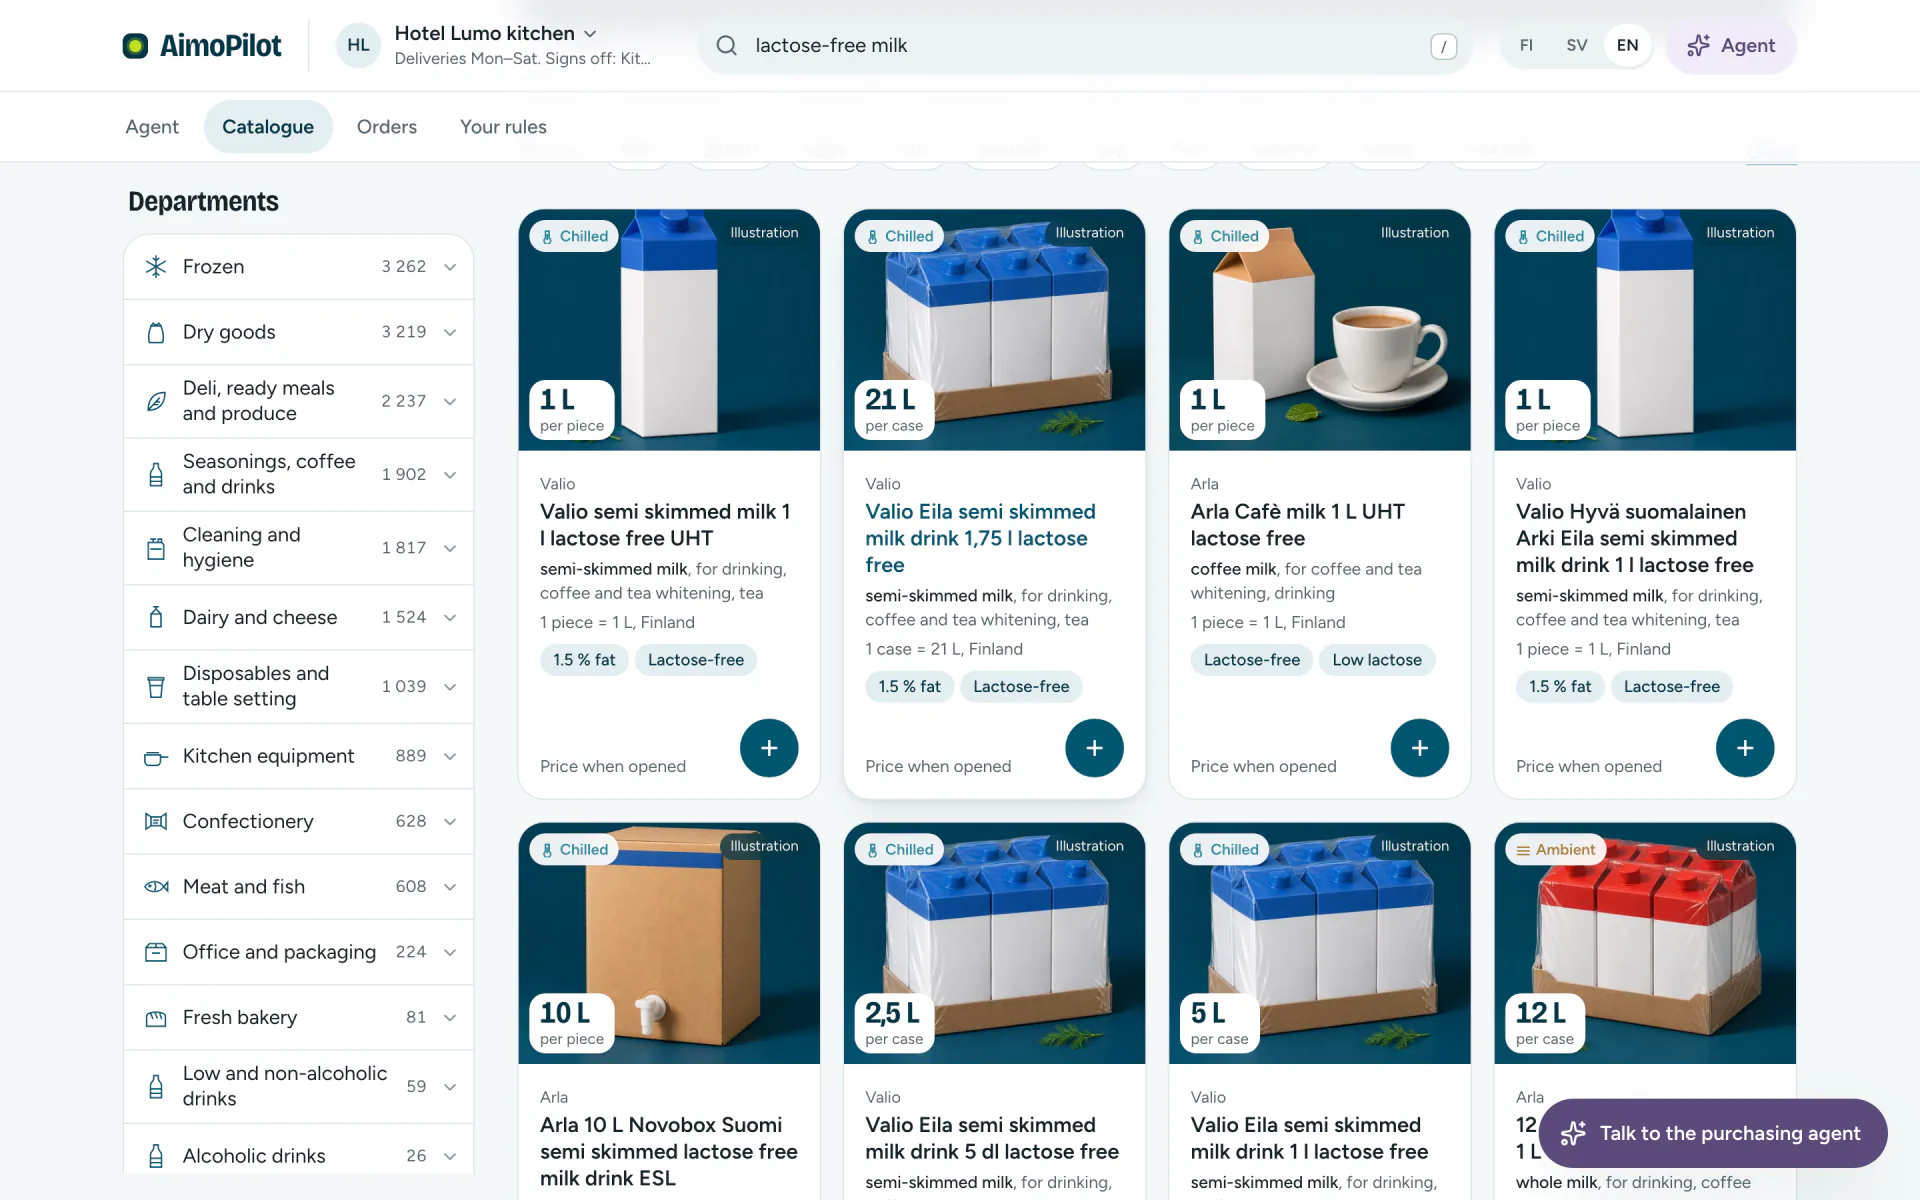 AimoPilot
HL
Hotel Lumo kitchen
Deliveries Mon–Sat. Signs off: Kit...
lactose-free milk
/
FI
SV
EN
Agent
Agent
Catalogue
Orders
Your rules
Departments
Frozen 3 262
Dry goods 3 219
Deli, ready meals
and produce 2 237
Seasonings, coffee
and drinks 1 902
Cleaning and
hygiene 1 817
Dairy and cheese 1 524
Disposables and
table setting 1 039
Kitchen equipment 889
Confectionery 628
Meat and fish 608
Office and packaging 224
Fresh bakery 81
Low and non-alcoholic
drinks 59
Alcoholic drinks 26
Chilled
Illustration
1 L
per piece
Valio
Valio semi skimmed milk 1
l lactose free UHT
semi-skimmed milk, for drinking,
coffee and tea whitening, tea
1 piece = 1 L, Finland
1.5 % fat
Lactose-free
Price when opened
Chilled
Illustration
21 L
per case
Valio
Valio Eila semi skimmed
milk drink 1,75 l lactose
free
semi-skimmed milk, for drinking,
coffee and tea whitening, tea
1 case = 21 L, Finland
1.5 % fat
Lactose-free
Price when opened
Chilled
Illustration
1 L
per piece
Arla
Arla Cafè milk 1 L UHT
lactose free
coffee milk, for coffee and tea
whitening, drinking
1 piece = 1 L, Finland
Lactose-free
Low lactose
Price when opened
Chilled
Illustration
1 L
per piece
Valio
Valio Hyvä suomalainen
Arki Eila semi skimmed
milk drink 1 l lactose free
semi-skimmed milk, for drinking,
coffee and tea whitening, tea
1 piece = 1 L, Finland
1.5 % fat
Lactose-free
Price when opened
Chilled
Illustration
10 L
per piece
Arla
Arla 10 L Novobox Suomi
semi skimmed lactose free
milk drink ESL
Chilled
Illustration
2,5 L
per case
Valio
Valio Eila semi skimmed
milk drink 5 dl lactose free
semi-skimmed milk, for drinking,
Chilled
Illustration
5 L
per case
Valio
Valio Eila semi skimmed
milk drink 1 l lactose free
semi-skimmed milk, for drinking,
Ambient
Illustration
12 L
per case
Arla
12
1 L
whole milk, for drinking, coffee
Talk to the purchasing agent